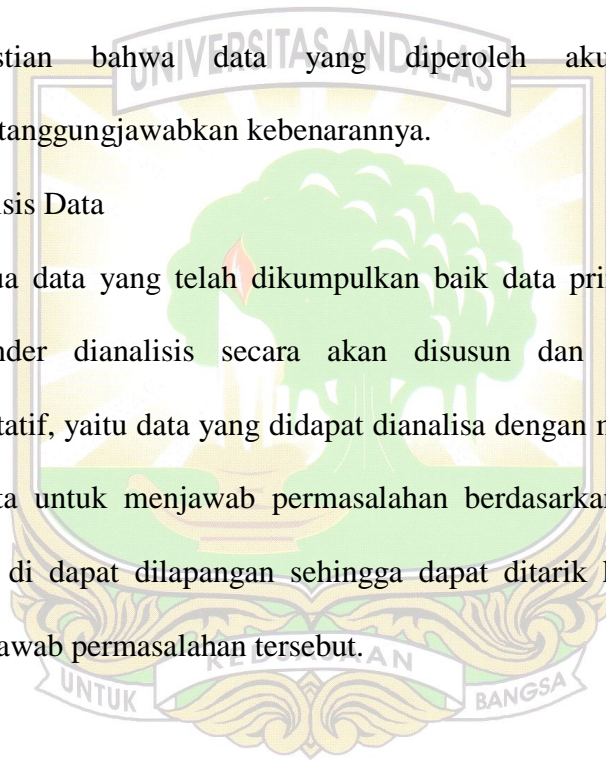 UNIVERSITAS ANDALAS
stian bahwa data yang diperoleh aku
tanggungjawabkan kebenarannya.
isis Data
ua data yang telah dikumpulkan baik data pri
nder dianalisis secara akan disusun dan
tatif, yaitu data yang didapat dianalisa dengan
ta untuk menjawab permasalahan berdasarkan
di dapat dilapangan sehingga dapat ditarik
awab permasalahan tersebut.
KEDJAJAAN
UNTUK BANGSA